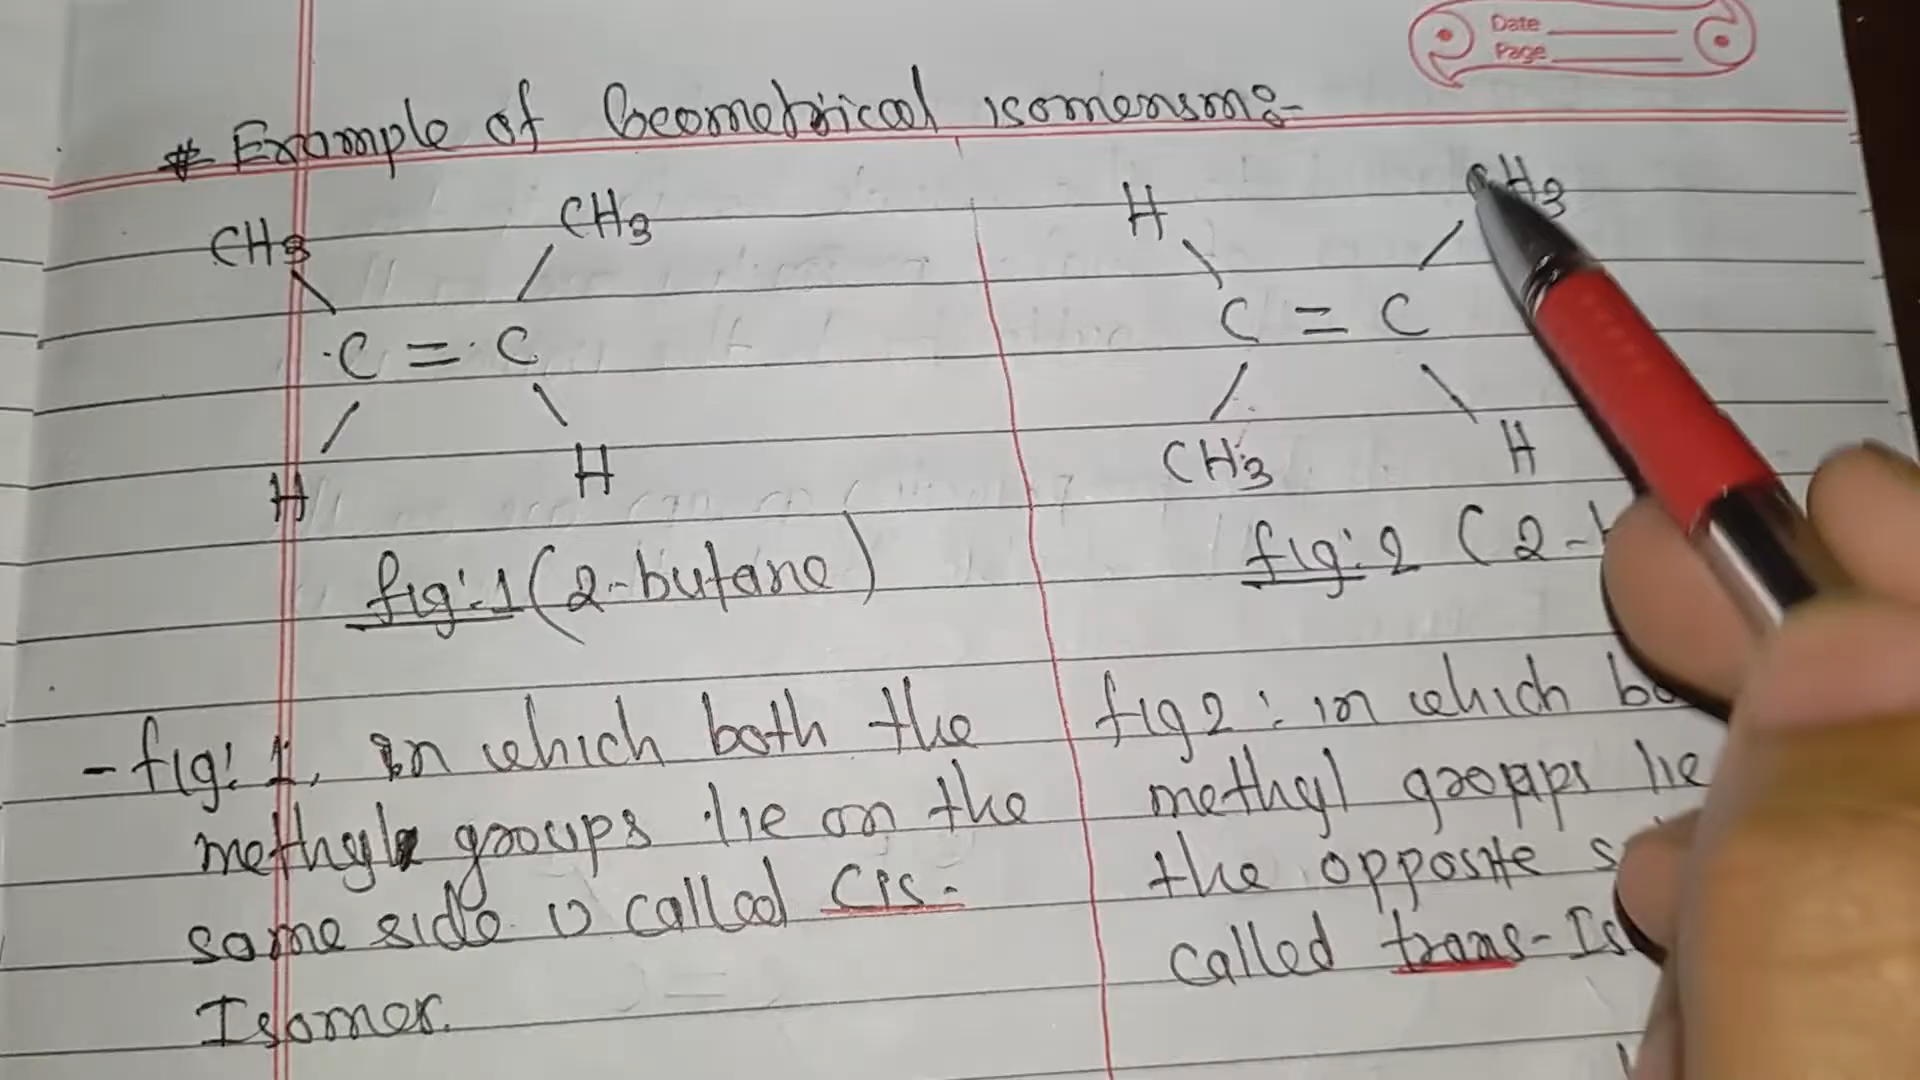 Date
Page
# Example of Geometrical isomerism:-
CH3 CH3
C = C
H H
fig:1 (2-butane)
- fig: 1, in which both the
methyl groups lie on the
same side is called Cis-
Isomer.
H CH3
C = C
CH3 H
fig:2 (2-
fig 2: in which
methyl groups lie
the opposite
called trans-